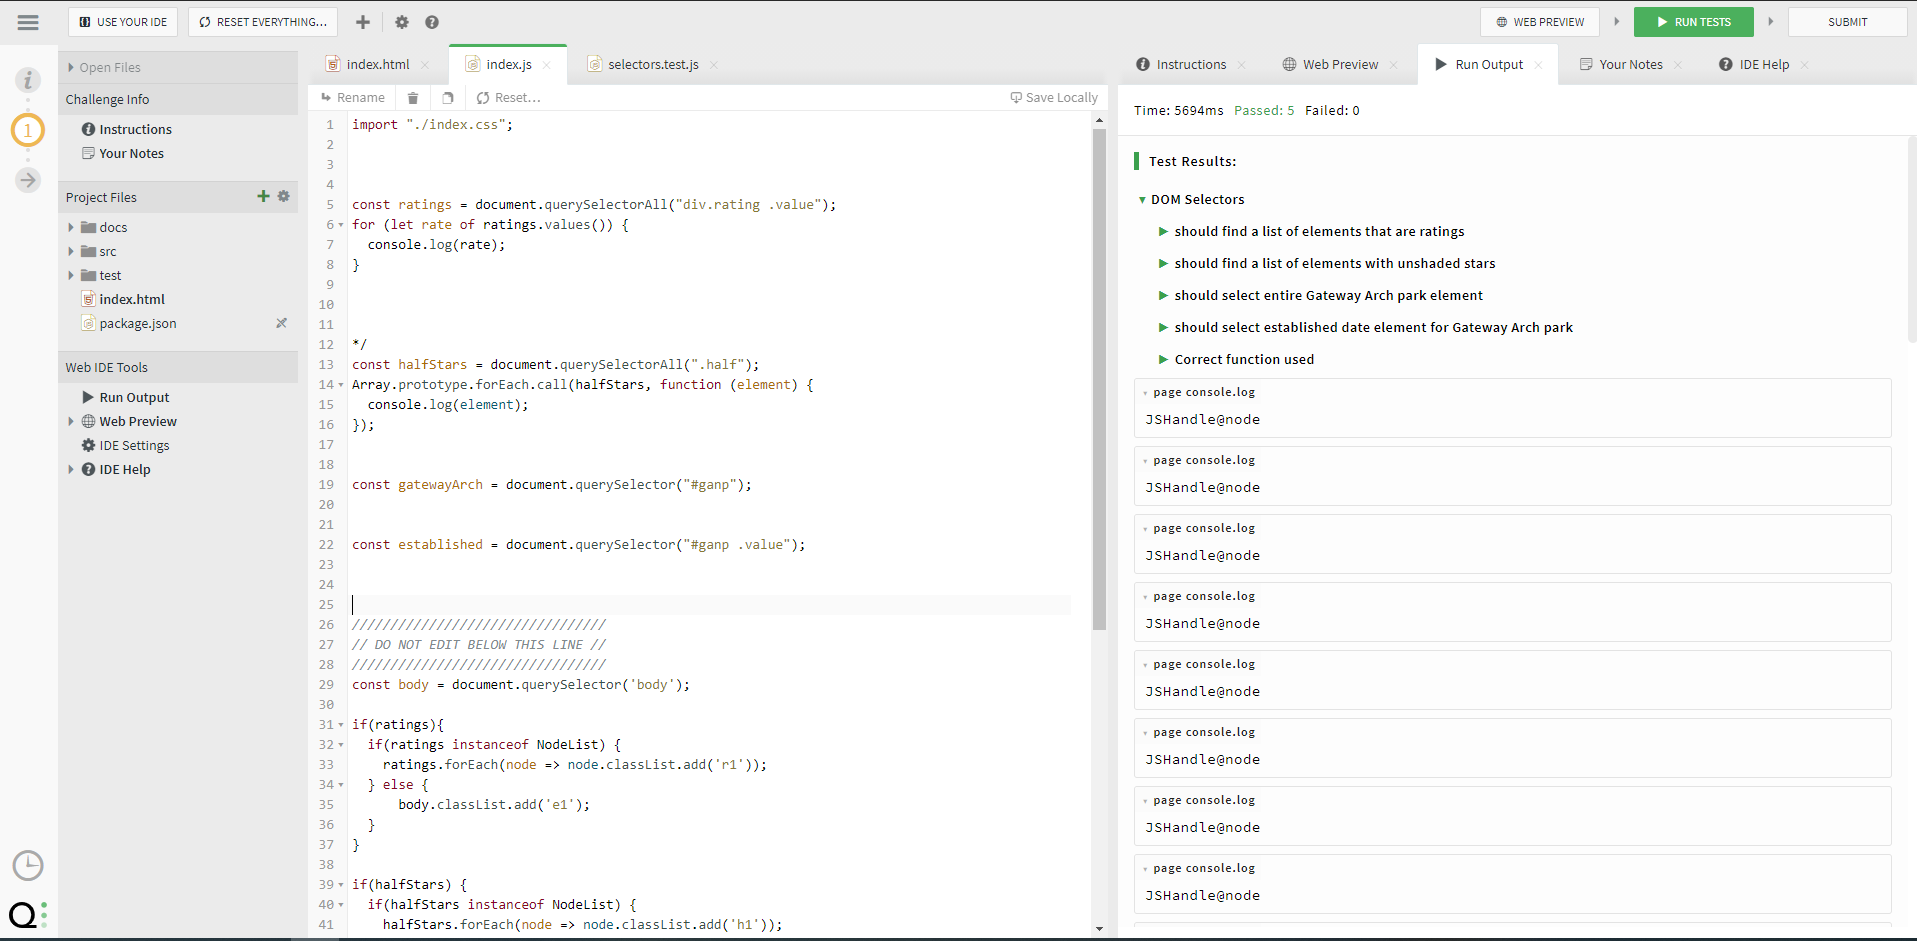 USE YOUR IDE
RESET EVERYTHING...
WEB PREVIEW
RUN TESTS
SUBMIT
Open Files
Challenge Info
Instructions
Your Notes
Project Files
docs
src
test
index.html
package.json
Web IDE Tools
Run Output
Web Preview
IDE Settings
IDE Help
1
index.html
index.js
selectors.test.js
Rename
Reset...
Save Locally
1 import "./index.css";
2
3
4
5 const ratings = document.querySelectorAll("div.rating .value");
6 for (let rate of ratings.values()) {
7 console.log(rate);
8 }
9
10
11
12 */
13 const halfStars = document.querySelectorAll(".half");
14 Array.prototype.forEach.call(halfStars, function (element) {
15 console.log(element);
16 });
17
18
19 const gatewayArch = document.querySelector("#ganp");
20
21
22 const established = document.querySelector("#ganp .value");
23
24
25
26 /////////////////////////////////
27 // DO NOT EDIT BELOW THIS LINE //
28 /////////////////////////////////
29 const body = document.querySelector('body');
30
31 if(ratings){
32 if(ratings instanceof NodeList) {
33 ratings.forEach(node => node.classList.add('r1'));
34 } else {
35 body.classList.add('e1');
36 }
37 }
38
39 if(halfStars) {
40 if(halfStars instanceof NodeList) {
41 halfStars.forEach(node => node.classList.add('h1'));
Instructions
Web Preview
Run Output
Your Notes
IDE Help
Time: 5694ms Passed: 5 Failed: 0
Test Results:
DOM Selectors
should find a list of elements that are ratings
should find a list of elements with unshaded stars
should select entire Gateway Arch park element
should select established date element for Gateway Arch park
Correct function used
page console.log
JSHandle@node
page console.log
JSHandle@node
page console.log
JSHandle@node
page console.log
JSHandle@node
page console.log
JSHandle@node
page console.log
JSHandle@node
page console.log
JSHandle@node
page console.log
JSHandle@node